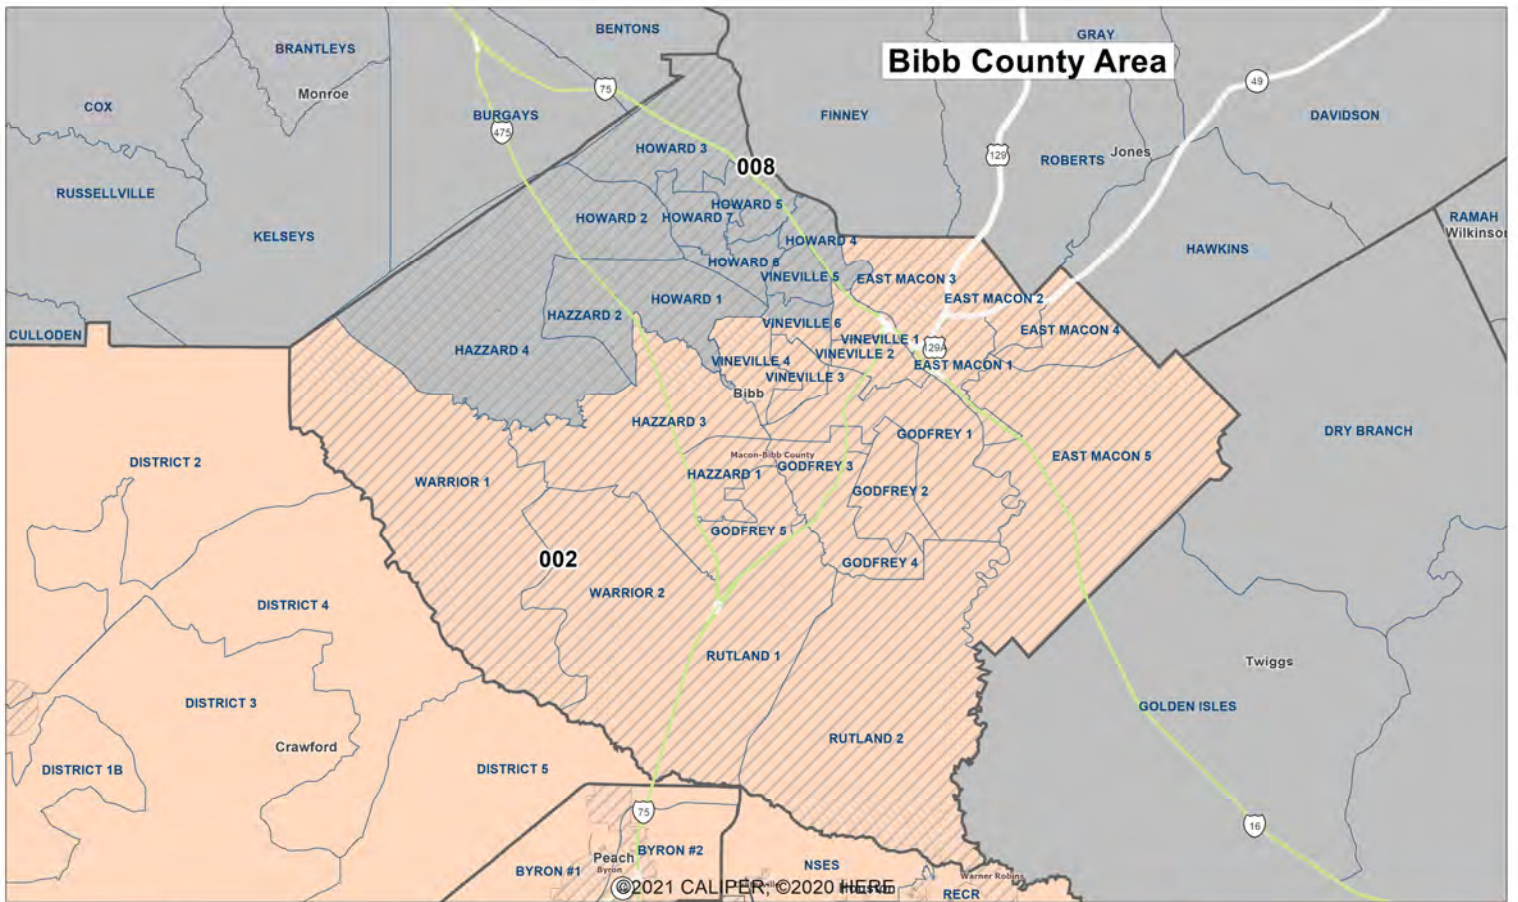 BENTONS
GRAY
BRANTLEYS
Bibb County Area
49
75
Monroe
COX
BURGAYS
FINNEY
DAVIDSON
475
HOWARD 3
129
Jones
ROBERTS
008
RUSSELLVILLE
HOWARD 5
HOWARD 2
HOWARD 7
RAMAH
Wilkinson
KELSEYS
HOWARD 4
HAWKINS
HOWARD 6
VINEVILLE 5
EAST MACON 3
HOWARD 1
EAST MACON 2
HAZZARD 2
VINEVILLE 6
EAST MACON 4
CULLODEN
VINEVILLE 1
129A
HAZZARD 4
VINEVILLE 2
VINEVILLE 4
EAST MACON 1
VINEVILLE 3
Bibb
HAZZARD 3
DRY BRANCH
GODFREY 1
Macon-Bibb County
EAST MACON 5
DISTRICT 2
GODFREY 3
HAZZARD 1
WARRIOR 1
GODFREY 2
GODFREY 5
002
GODFREY 4
WARRIOR 2
DISTRICT 4
RUTLAND 1
Twiggs
DISTRICT 3
GOLDEN ISLES
RUTLAND 2
Crawford
DISTRICT 1B
DISTRICT 5
75
16
BYRON #2
Peach
NSES
BYRON #1
Byron
Warner Robins
©2021 CALIPER; ©2020 HERE
RECR